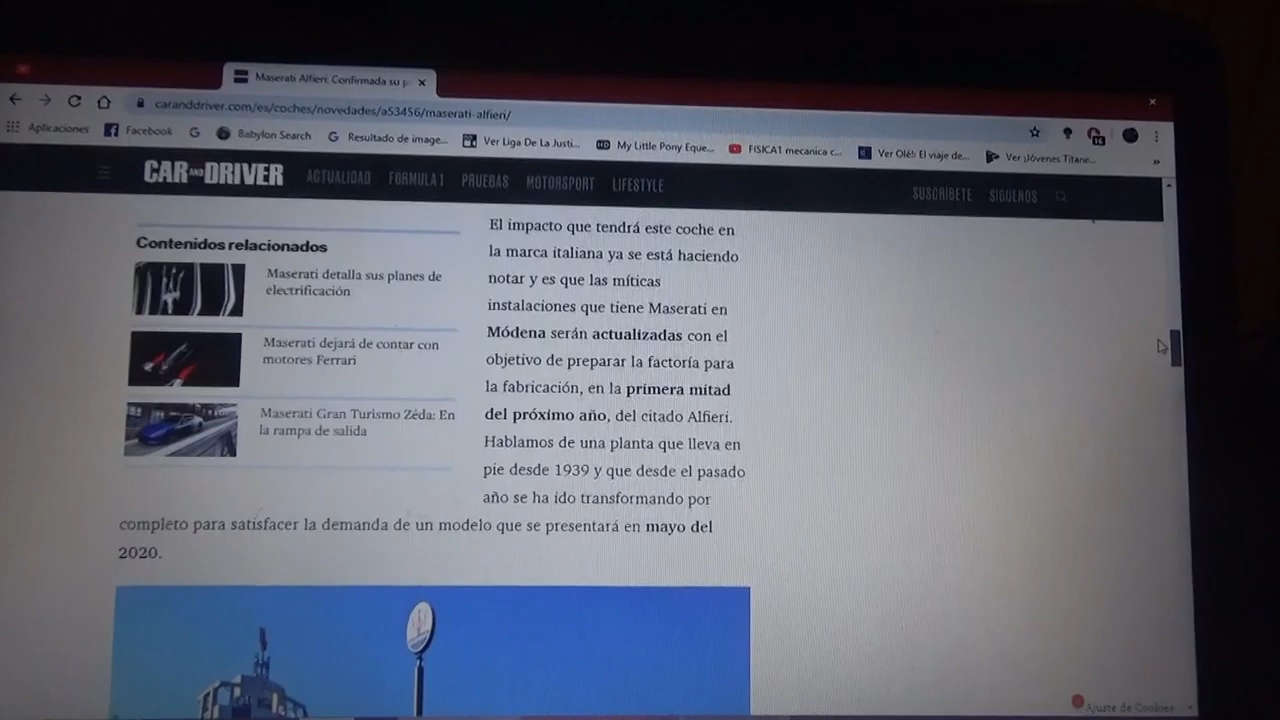 Maserati Alfieri: Confirmada su p
caranddriver.com/es/coches/novedades/a53456/maserati-alfieri/
Aplicaciones
Facebook
Babylon Search
Resultado de image...
Ver Liga De La Justi...
My Little Pony Eque...
FISICA1 mecanica c...
Ver Olé!: El viaje de...
Ver ¡Jóvenes Titane...
CAR AND DRIVER
ACTUALIDAD
FORMULA 1
PRUEBAS
MOTORSPORT
LIFESTYLE
SUSCRÍBETE
SÍGUENOS
Contenidos relacionados
Maserati detalla sus planes de
electrificación
Maserati dejará de contar con
motores Ferrari
Maserati Gran Turismo Zéda: En
la rampa de salida
El impacto que tendrá este coche en
la marca italiana ya se está haciendo
notar y es que las míticas
instalaciones que tiene Maserati en
Módena serán actualizadas con el
objetivo de preparar la factoría para
la fabricación, en la primera mitad
del próximo año, del citado Alfieri.
Hablamos de una planta que lleva en
pie desde 1939 y que desde el pasado
año se ha ido transformando por
completo para satisfacer la demanda de un modelo que se presentará en mayo del
2020.
Ajuste de Cookies